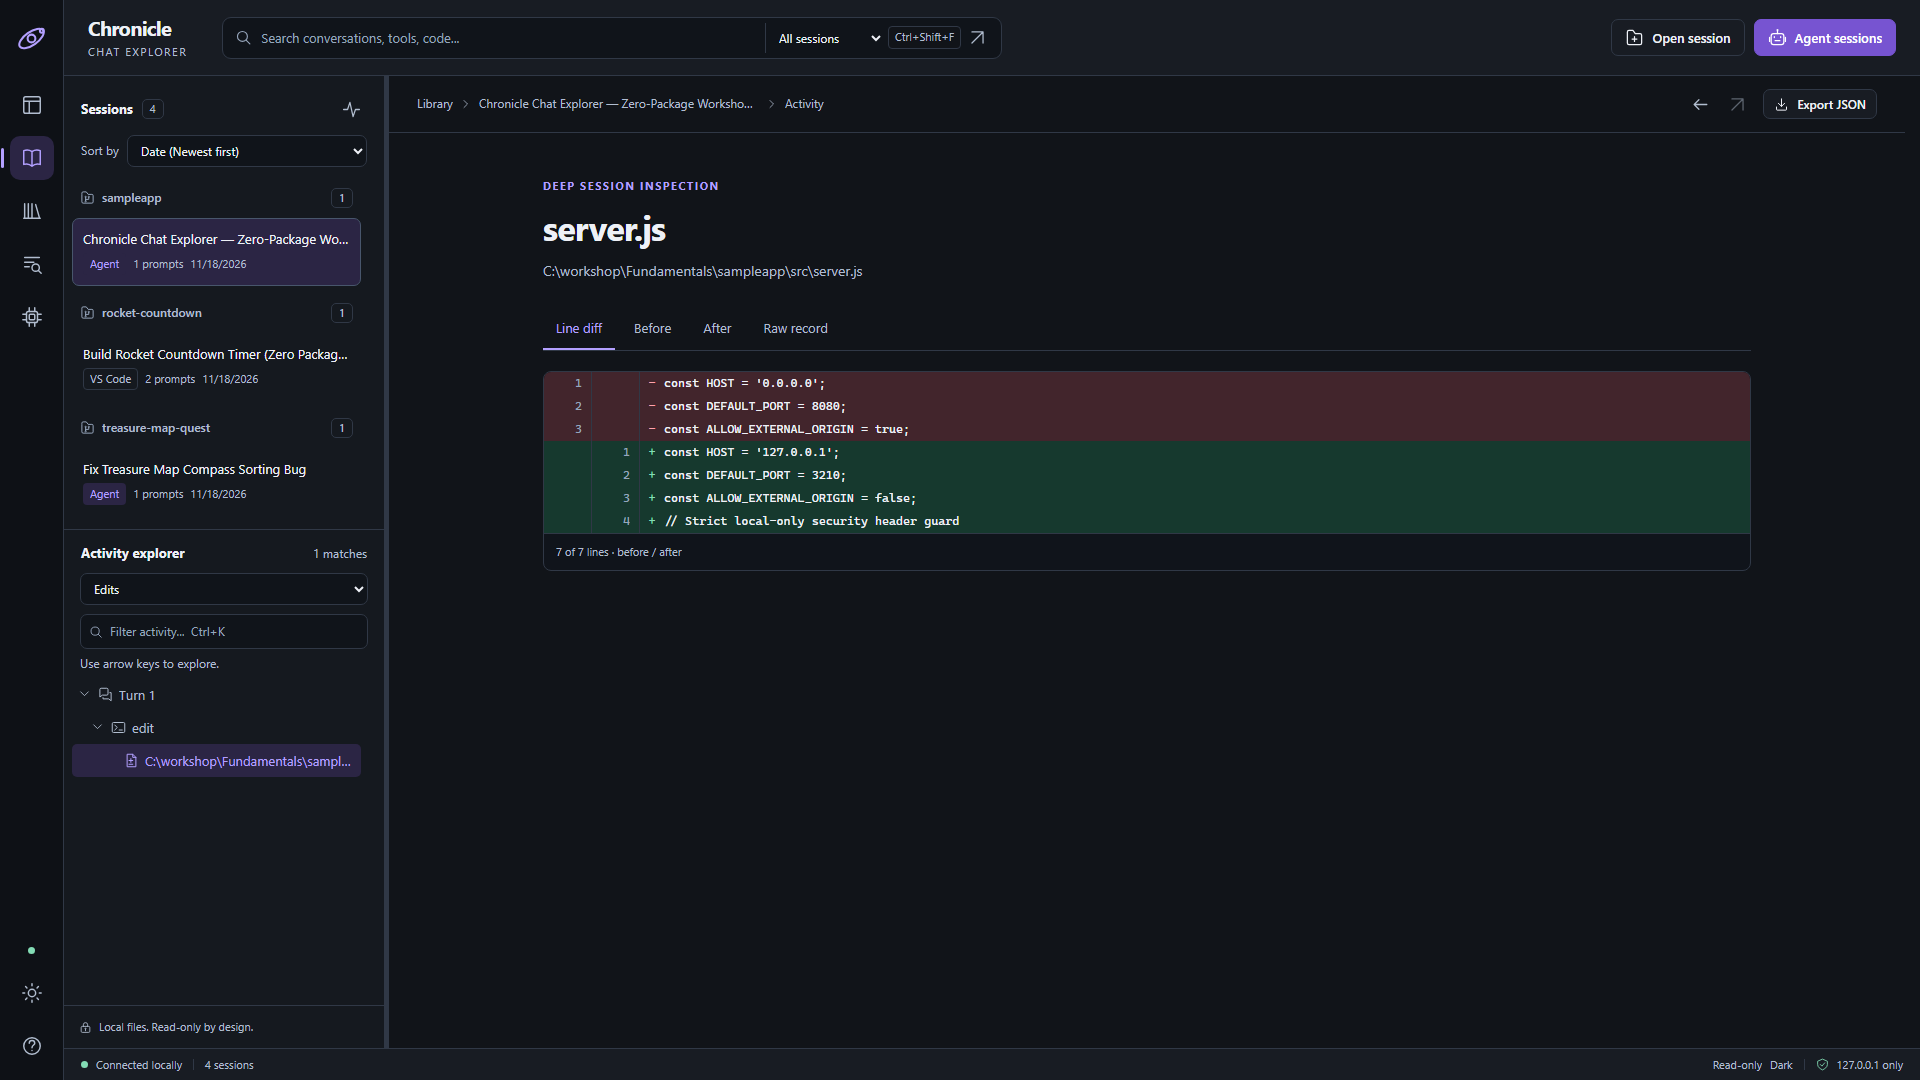 Chronicle
CHAT EXPLORER
Search conversations, tools, code...
All sessions
Ctrl+Shift+F
Open session
Agent sessions
Sessions 4
Sort by Date (Newest first)
sampleapp 1
Chronicle Chat Explorer — Zero-Package Wo...
Agent 1 prompts 11/18/2026
rocket-countdown 1
Build Rocket Countdown Timer (Zero Packag...
VS Code 2 prompts 11/18/2026
treasure-map-quest 1
Fix Treasure Map Compass Sorting Bug
Agent 1 prompts 11/18/2026
Activity explorer 1 matches
Edits
Filter activity... Ctrl+K
Use arrow keys to explore.
Turn 1
edit
C:\workshop\Fundamentals\sampl...
Local files. Read-only by design.
Library > Chronicle Chat Explorer — Zero-Package Worksho... > Activity
Export JSON
DEEP SESSION INSPECTION
server.js
C:\workshop\Fundamentals\sampleapp\src\server.js
Line diff Before After Raw record
1 - const HOST = '0.0.0.0';
2 - const DEFAULT_PORT = 8080;
3 - const ALLOW_EXTERNAL_ORIGIN = true;
1 + const HOST = '127.0.0.1';
2 + const DEFAULT_PORT = 3210;
3 + const ALLOW_EXTERNAL_ORIGIN = false;
4 + // Strict local-only security header guard
7 of 7 lines · before / after
Connected locally 4 sessions
Read-only Dark 127.0.0.1 only